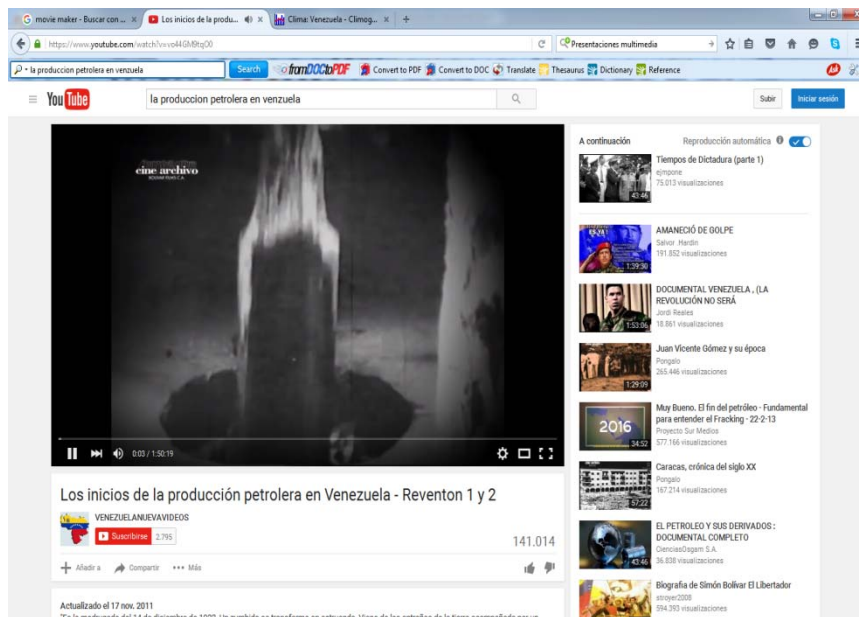 movie maker - Buscar con ...
Los inicios de la produ...
Clima: Venezuela - Climog...
https://www.youtube.com/watch?v=vo44GM9tqO0
Presentaciones multimedia
la produccion petrolera en venzuela
Search
fromDOCtoPDF
Convert to PDF
Convert to DOC
Translate
Thesaurus
Dictionary
Reference
Ask
YouTube
la produccion petrolera en venzuela
Subir
Iniciar sesión
cine archivo
0:03 / 1:50:19
Los inicios de la producción petrolera en Venezuela - Reventon 1 y 2
VENEZUELANUEVAVIDEOS
Suscribirse 2.795
141.014
Añadir a
Compartir
Más
Actualizado el 17 nov. 2011
A continuación
Reproducción automática
Tiempos de Dictadura (parte 1)
ejmpone
75.013 visualizaciones
43:46
AMANECIÓ DE GOLPE
Salvor .Hardin
191.852 visualizaciones
1:39:30
DOCUMENTAL VENEZUELA , (LA
REVOLUCIÓN NO SERÁ
Jordi Reales
18.861 visualizaciones
1:53:06
Juan Vicente Gómez y su época
Pongalo
265.446 visualizaciones
1:29:09
Muy Bueno. El fin del petróleo - Fundamental
para entender el Fracking - 22-2-13
Proyecto Sur Medios
577.166 visualizaciones
2016
34:52
Caracas, crónica del siglo XX
Pongalo
167.214 visualizaciones
57:22
EL PETROLEO Y SUS DERIVADOS :
DOCUMENTAL COMPLETO
CienciasOsgam S.A.
36.838 visualizaciones
43:46
Biografia de Simón Bolívar El Libertador
stroyer2008
594.393 visualizaciones